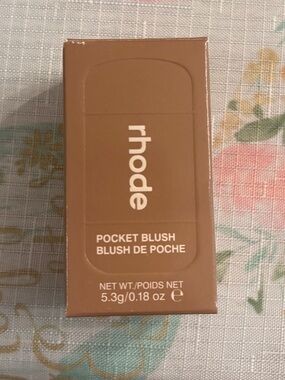 rhode
POCKET BLUSH
BLUSH DE POCHE
NET WT./POIDS NET
5.3g/0.18 oz ℮